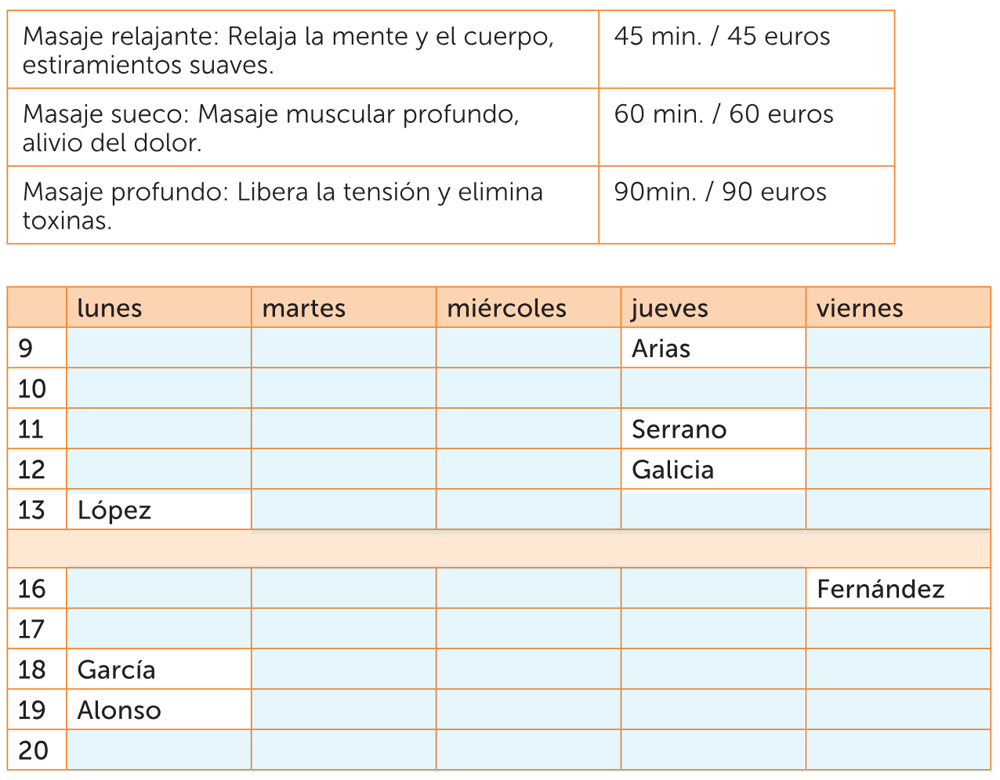 Masaje relajante: Relaja la mente y el cuerpo, 45 min. / 45 euros
estiramientos suaves.
Masaje sueco: Masaje muscular profundo, 60 min. / 60 euros
alivio del dolor.
Masaje profundo: Libera la tensión y elimina 90min. / 90 euros
toxinas.
lunes martes miércoles jueves viernes
9 Arias
10
11 Serrano
12 Galicia
13 López
16 Fernández
17
18 García
19 Alonso
20